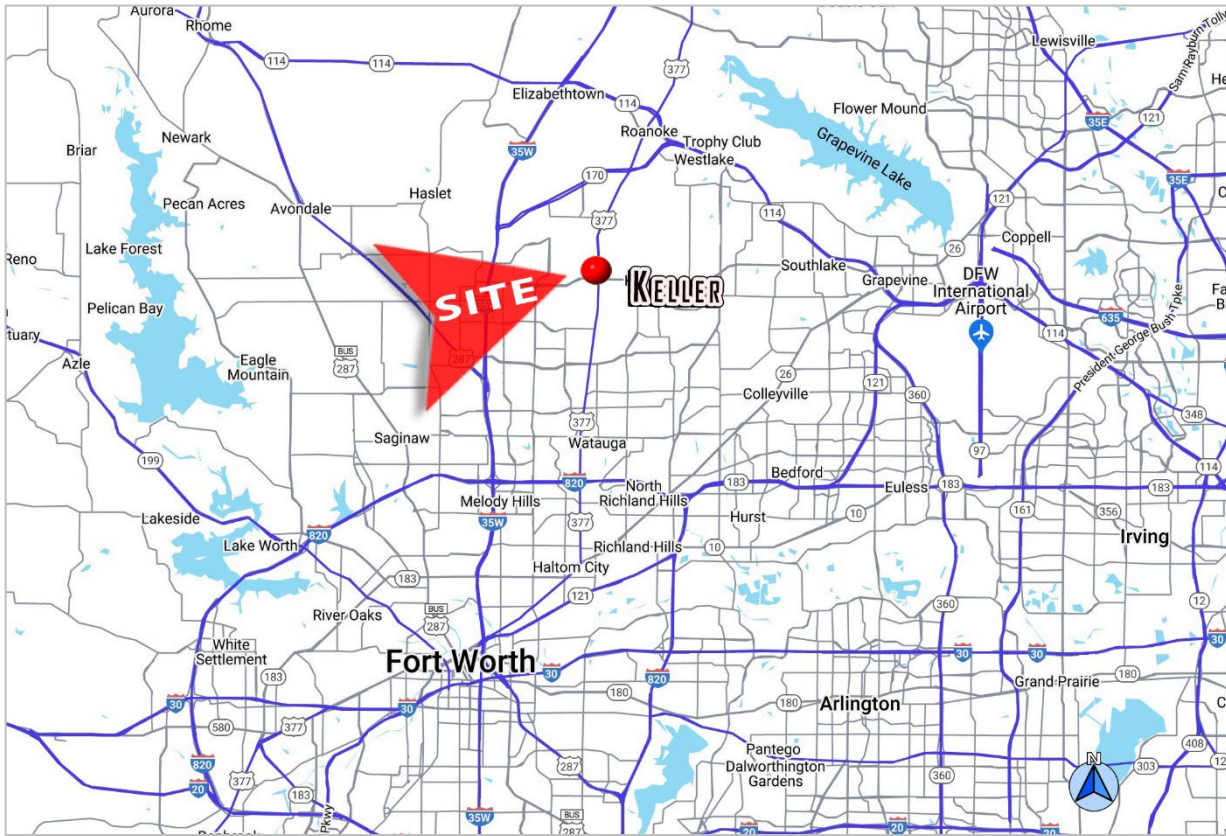 Aurora
Rhome
114
114
377
Elizabethtown
114
Lewisville
Sam Rayburn Tollw
121
35E
Flower Mound
Roanoke
Trophy Club
Westlake
Grapevine Lake
Newark
Briar
35W
170
35E
Haslet
Pecan Acres
Avondale
377
114
121
Coppell
26
Lake Forest
Reno
Southlake
Grapevine
DFW
International
Airport
KELLER
SITE
Pelican Bay
635
114
President George Bush Tpke
tuary
Azle
Eagle
Mountain
BUS
287
287
26
121
360
Colleyville
348
Saginaw
377
Watauga
97
199
820
Bedford
114
Melody Hills
North
Richland Hills
183
Euless
183
183
Lakeside
35W
377
Hurst
10
161
356
Irving
820
Lake Worth
Richland Hills
10
183
Haltom City
121
360
12
River Oaks
BUS
287
White
Settlement
Fort Worth
30
30
30
183
30
820
180
Grand Prairie
180
30
30
580
377
180
Arlington
820
377
287
Pantego
Dalworthington
Gardens
360
408
N
303
20
183
Pkwy
35W
20
20